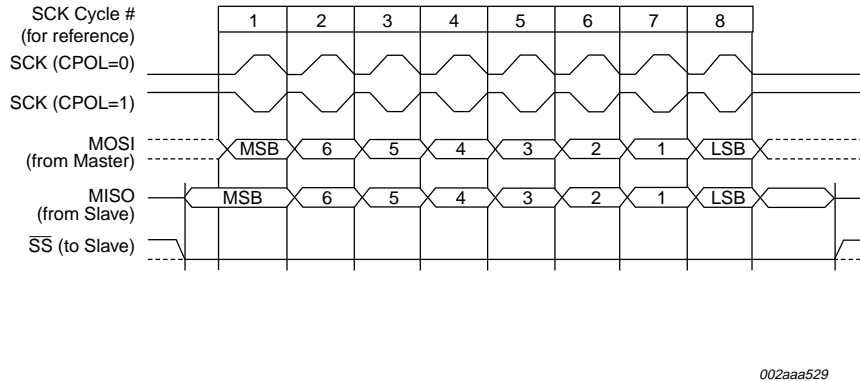 SCK Cycle # 1 2 3 4 5 6 7 8
(for reference)
SCK (CPOL=0)
SCK (CPOL=1)
MOSI MSB 6 5 4 3 2 1 LSB
(from Master)
MISO MSB 6 5 4 3 2 1 LSB
(from Slave)
S̅S̅ (to Slave)
002aaa529